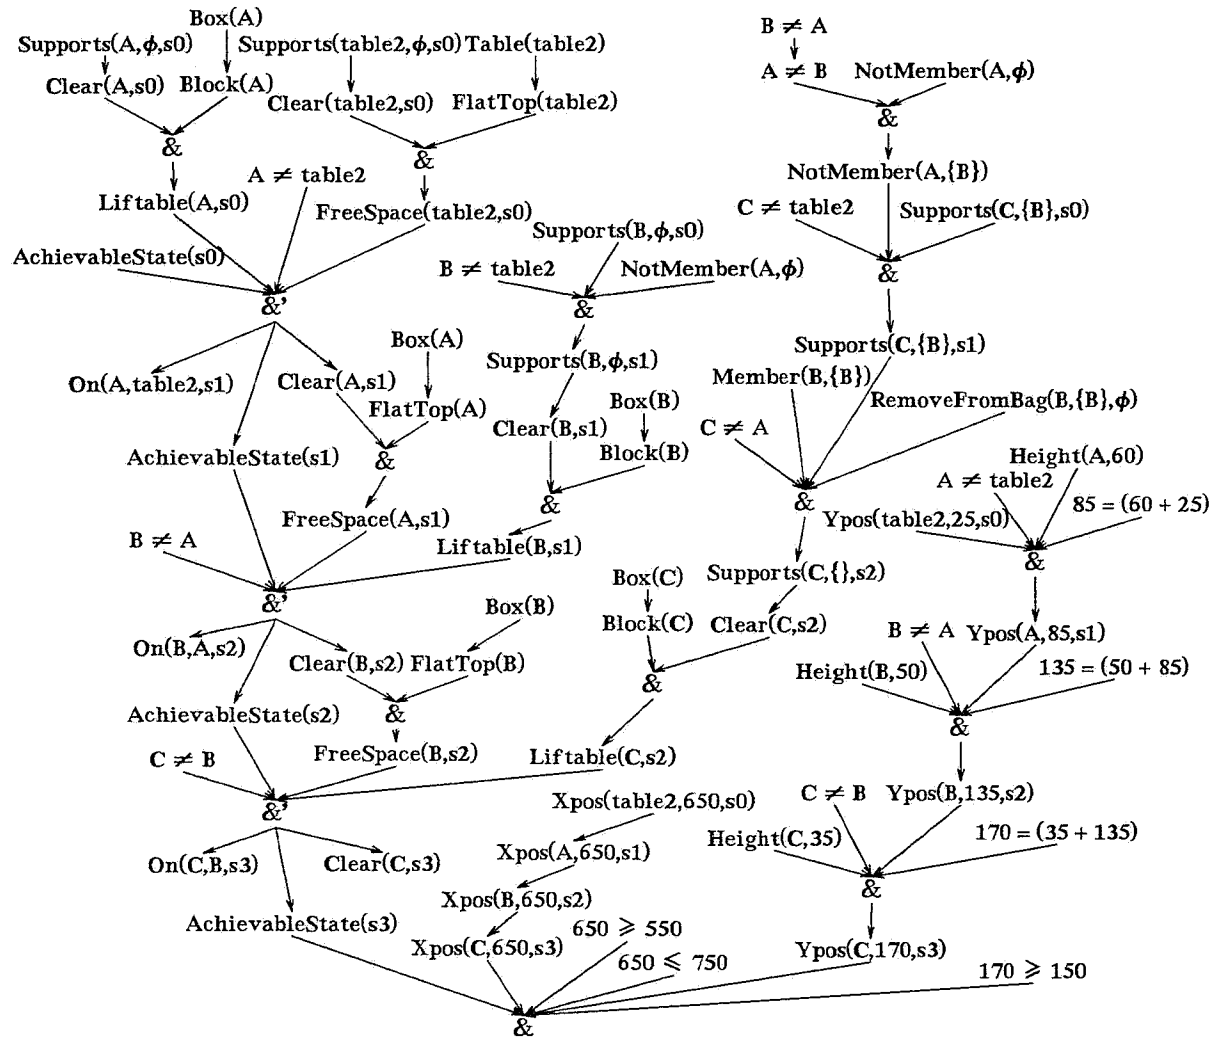 Box(A)
Supports(A,ϕ,s0)
Supports(table2,ϕ,s0)
Table(table2)
B ≠ A
Clear(A,s0)
Block(A)
Clear(table2,s0)
FlatTop(table2)
A ≠ B
NotMember(A,ϕ)
&
&
&
A ≠ table2
NotMember(A,{B})
Liftable(A,s0)
FreeSpace(table2,s0)
C ≠ table2
Supports(C,{B},s0)
AchievableState(s0)
Supports(B,ϕ,s0)
B ≠ table2
NotMember(A,ϕ)
&
&'
&
On(A,table2,s1)
Clear(A,s1)
Box(A)
FlatTop(A)
Supports(B,ϕ,s1)
Supports(C,{B},s1)
Member(B,{B})
RemoveFromBag(B,{B},ϕ)
Clear(B,s1)
Box(B)
Block(B)
C ≠ A
AchievableState(s1)
&
Height(A,60)
A ≠ table2
85 = (60 + 25)
&
&
Ypos(table2,25,s0)
FreeSpace(A,s1)
B ≠ A
Liftable(B,s1)
&
&'
Box(C)
Supports(C,{},s2)
Box(B)
Block(C)
Clear(C,s2)
B ≠ A
Ypos(A,85,s1)
On(B,A,s2)
Clear(B,s2)
FlatTop(B)
Height(B,50)
135 = (50 + 85)
&
AchievableState(s2)
&
&
C ≠ B
FreeSpace(B,s2)
Liftable(C,s2)
&'
Xpos(table2,650,s0)
C ≠ B
Ypos(B,135,s2)
Height(C,35)
170 = (35 + 135)
On(C,B,s3)
Clear(C,s3)
Xpos(A,650,s1)
&
Xpos(B,650,s2)
AchievableState(s3)
650 ⩾ 550
Xpos(C,650,s3)
650 ⩽ 750
Ypos(C,170,s3)
170 ⩾ 150
&